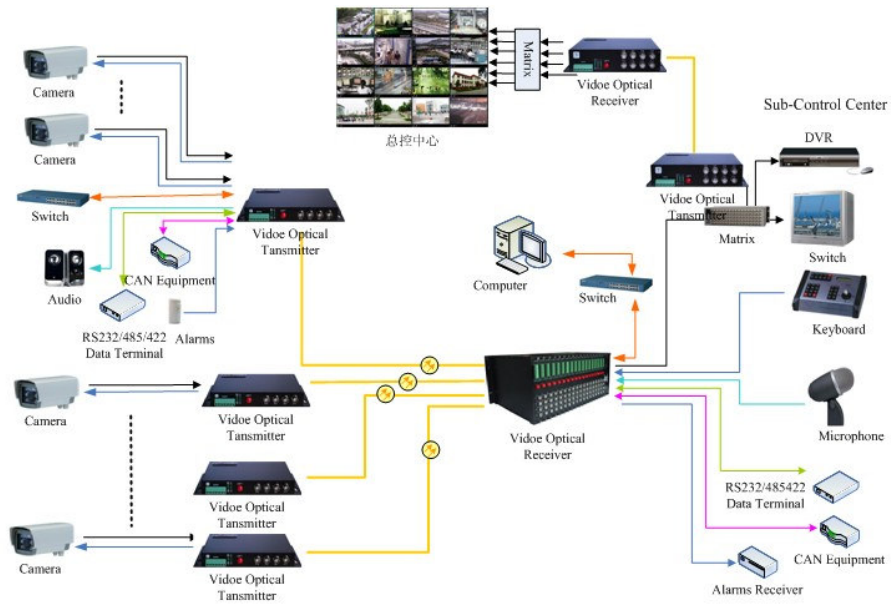 Camera
Camera
Switch
Audio
CAN Equipment
RS232/485/422
Data Terminal
Alarms
Vidoe Optical
Transmitter
总控中心
Matrix
Vidoe Optical
Receiver
Sub-Control Center
DVR
Vidoe Optical
Tansmitter
Matrix
Switch
Computer
Switch
Keyboard
Camera
Vidoe Optical
Tansmitter
Vidoe Optical
Receiver
Microphone
Vidoe Optical
Tansmitter
RS232/485422
Data Terminal
Camera
Vidoe Optical
Tansmitter
CAN Equipment
Alarms Receiver